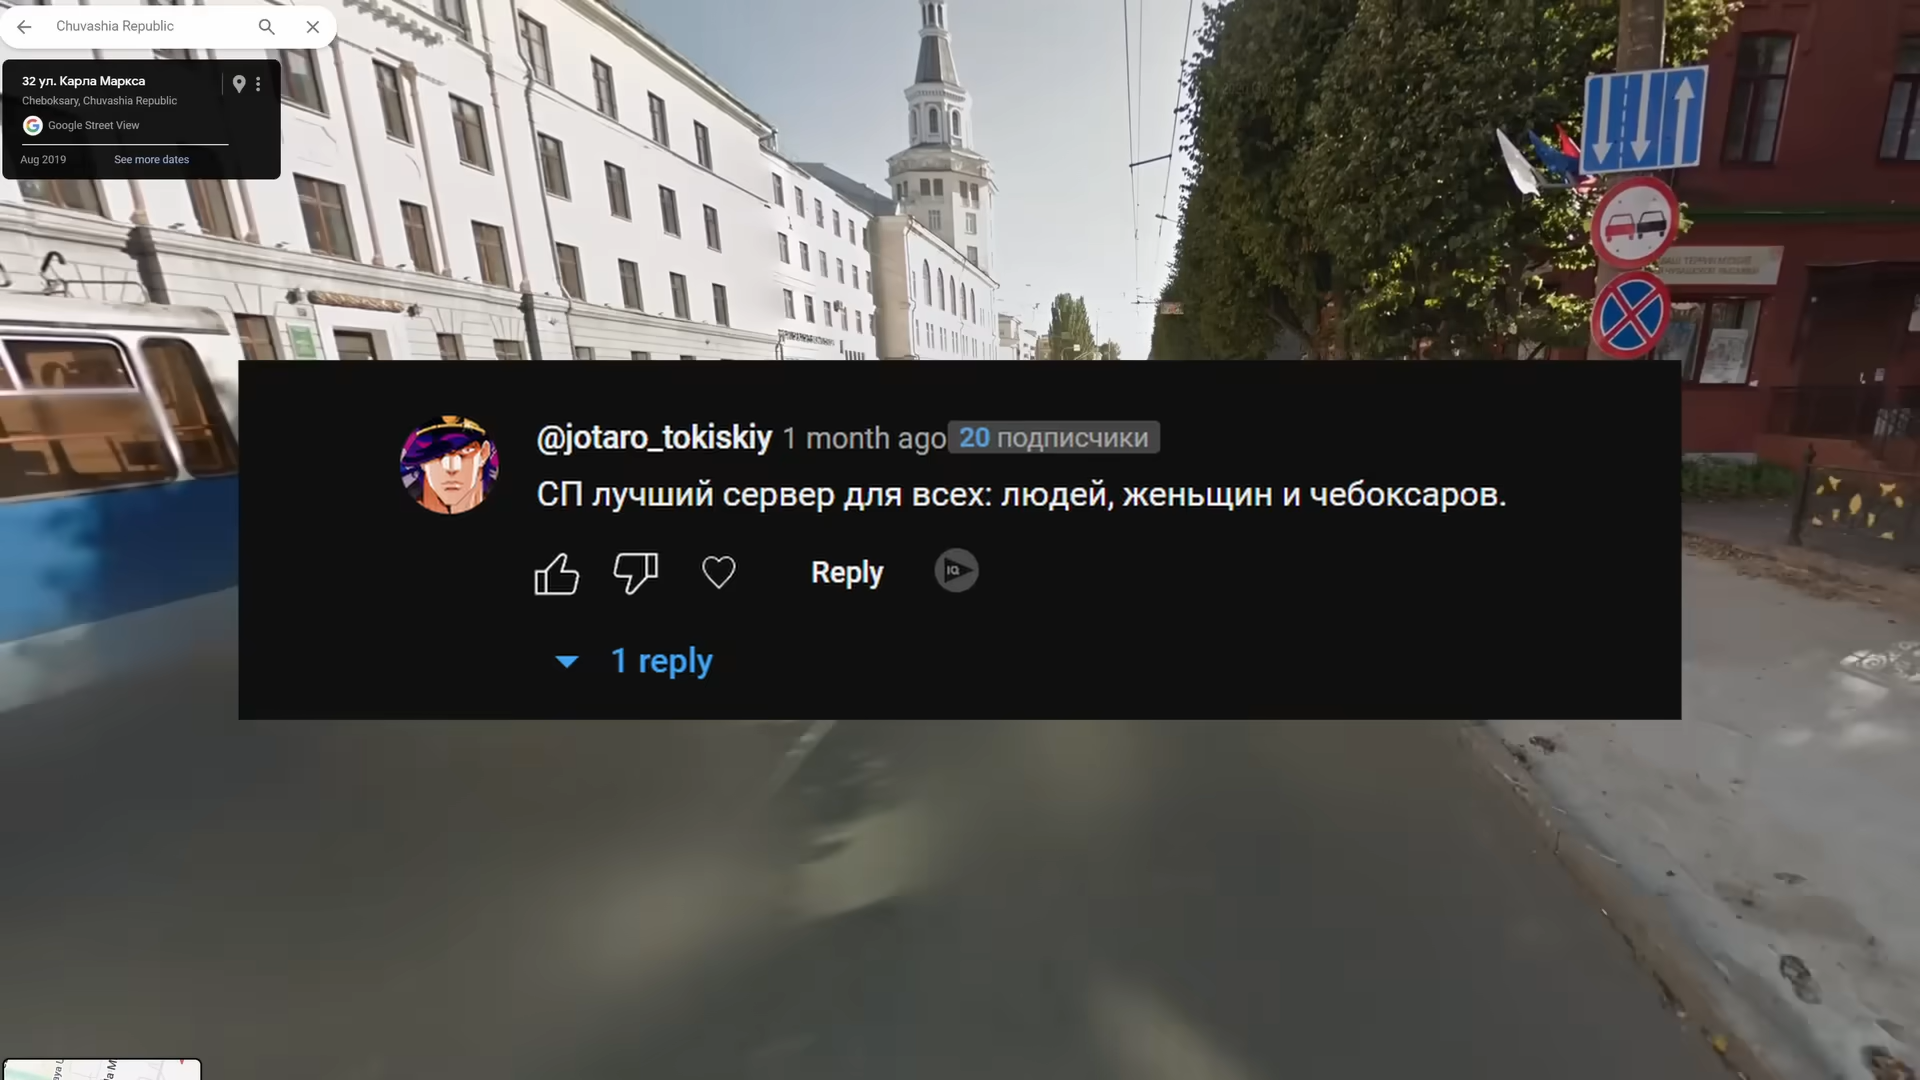 Chuvashia Republic
32 ул. Карла Маркса
Cheboksary, Chuvashia Republic
Google Street View
Aug 2019
See more dates
@jotaro_tokiskiy 1 month ago 20 подписчики
СП лучший сервер для всех: людей, женьщин и чебоксаров.
Reply
IQ
1 reply